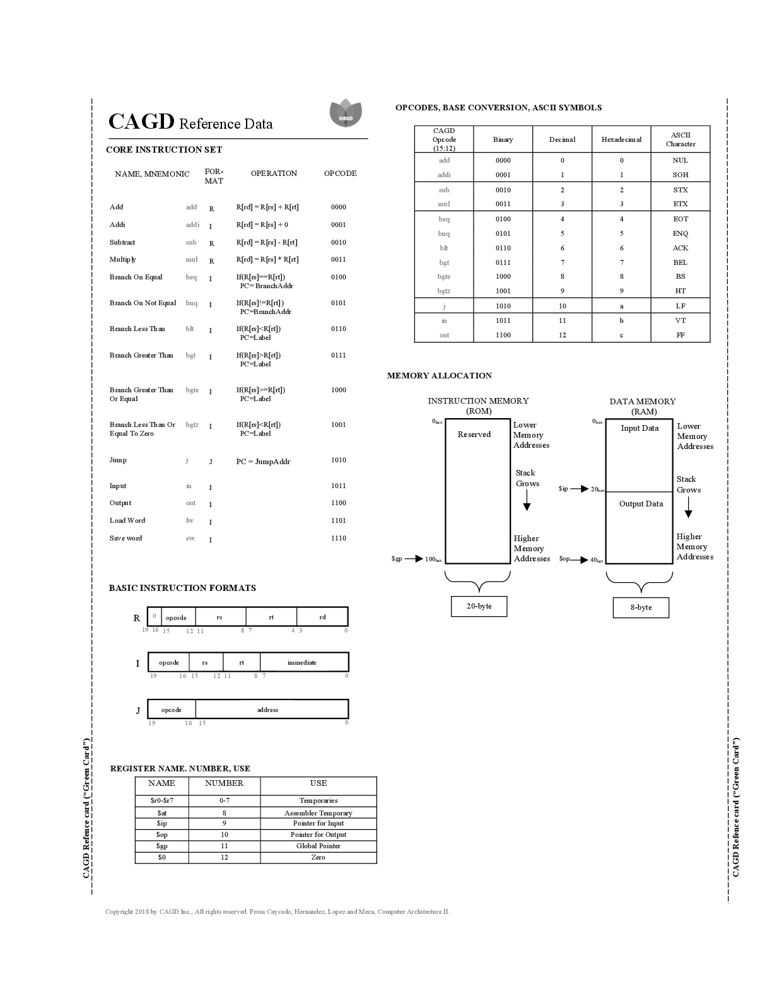 CAGD Reference Data
CAGD
CORE INSTRUCTION SET
NAME, MNEMONIC FOR-MAT OPERATION OPCODE
Add add R R[rd] = R[rs] + R[rt] 0000
Addi addi I R[rd] = R[rs] + 0 0001
Subtract sub R R[rd] = R[rs] - R[rt] 0010
Multiply mul R R[rd] = R[rs] * R[rt] 0011
Branch On Equal beq I If(R[rs]==R[rt]) 0100
PC=BranchAddr
Branch On Not Equal bnq I If(R[rs]!=R[rt]) 0101
PC=BranchAddr
Branch Less Than blt I If(R[rs]<R[rt]) 0110
PC=Label
Branch Greater Than bgt I If(R[rs]>R[rt]) 0111
PC=Label
Branch Greater Than bgte I If(R[rs]>=R[rt]) 1000
Or Equal PC=Label
Branch Less Than Or bgtz I If(R[rs]<R[rt]) 1001
Equal To Zero PC=Label
Jump j J PC = JumpAddr 1010
Input in I 1011
Output out I 1100
Load Word lw I 1101
Save word sw I 1110
BASIC INSTRUCTION FORMATS
R 0 opcode rs rt rd
19 16 15 12 11 8 7 4 3 0
I opcode rs rt immediate
19 16 15 12 11 8 7 0
J opcode address
19 16 15 0
REGISTER NAME. NUMBER, USE
NAME NUMBER USE
$r0-$r7 0-7 Temporaries
$at 8 Assembler Temporary
$ip 9 Pointer for Input
$op 10 Pointer for Output
$gp 11 Global Pointer
$0 12 Zero
OPCODES, BASE CONVERSION, ASCII SYMBOLS
CAGD Opcode (15:12) Binary Decimal Hexadecimal ASCII Character
add 0000 0 0 NUL
addi 0001 1 1 SOH
sub 0010 2 2 STX
mul 0011 3 3 ETX
beq 0100 4 4 EOT
bnq 0101 5 5 ENQ
blt 0110 6 6 ACK
bgt 0111 7 7 BEL
bgte 1000 8 8 BS
bgtz 1001 9 9 HT
j 1010 10 a LF
in 1011 11 b VT
out 1100 12 c FF
MEMORY ALLOCATION
INSTRUCTION MEMORY
(ROM)
0hex
Reserved
Lower
Memory
Addresses
Stack
Grows
Higher
Memory
Addresses
$gp 100hex
20-byte
DATA MEMORY
(RAM)
0hex
Input Data
Lower
Memory
Addresses
$ip 20hex
Stack
Grows
Output Data
Higher
Memory
Addresses
$op 40hex
8-byte
CAGD Refence card (“Green Card”)
CAGD Refence card (“Green Card”)
Copyright 2018 by CAGD Inc., All rights reserved. From Caycedo, Hernandez, Lopez and Meza, Computer Architecture II.